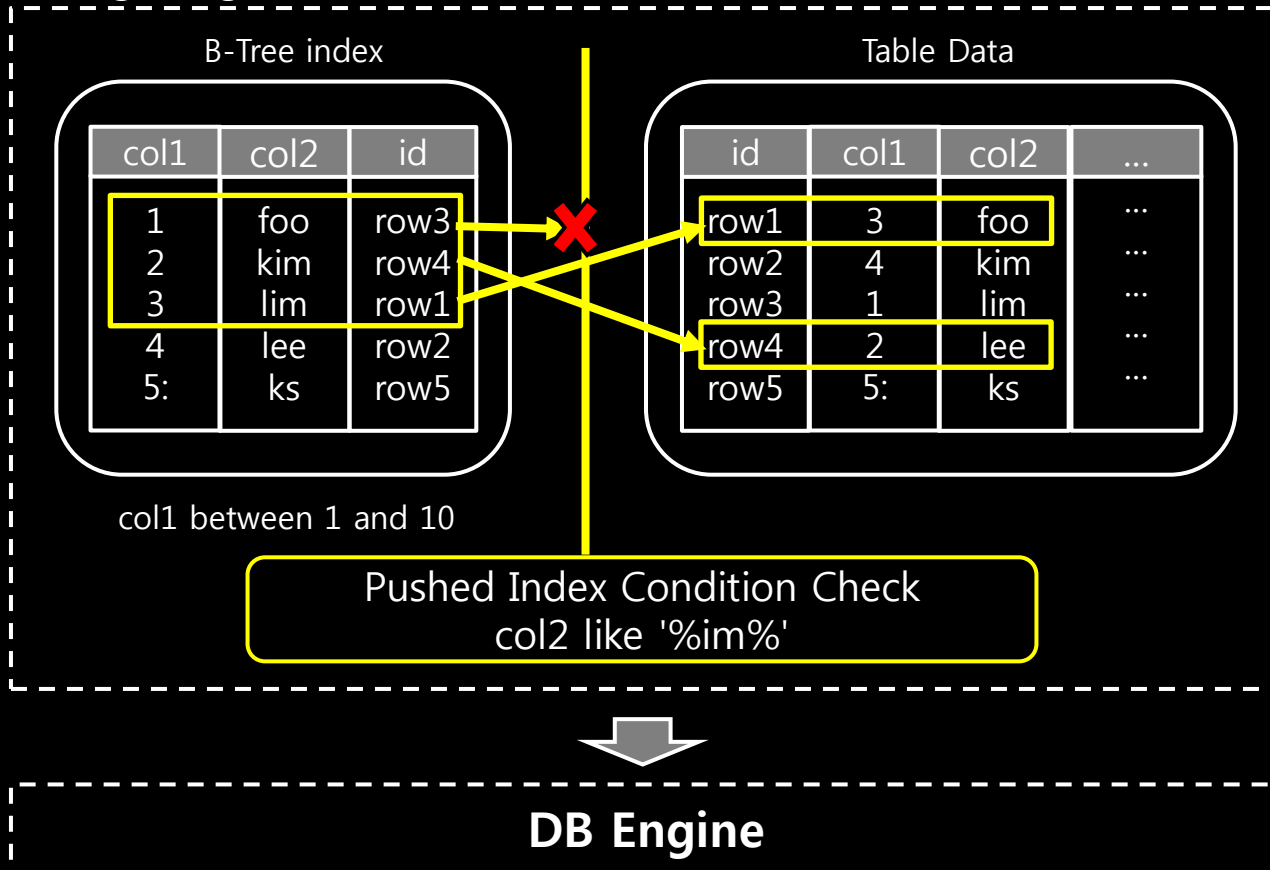 B-Tree index
Table Data
col1 col2 id
1 foo row3
2 kim row4
3 lim row1
4 lee row2
5: ks row5
id col1 col2 ...
row1 3 foo ...
row2 4 kim ...
row3 1 lim ...
row4 2 lee ...
row5 5: ks ...
col1 between 1 and 10
Pushed Index Condition Check
col2 like '%im%'
DB Engine